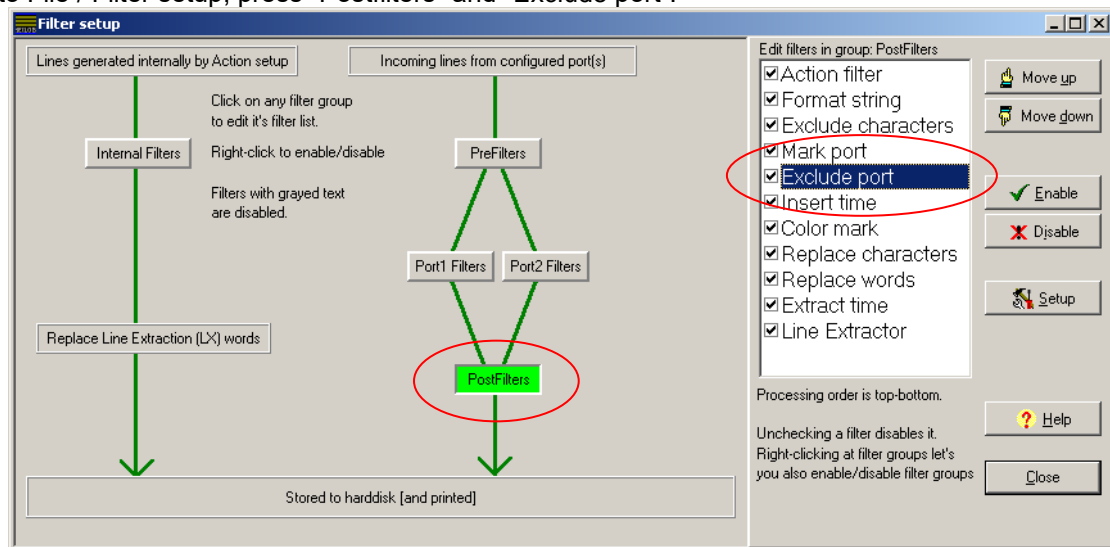 Filter setup
Lines generated internally by Action setup
Incoming lines from configured port(s)
Click on any filter group
to edit it's filter list.
Right-click to enable/disable
Filters with grayed text
are disabled.
Internal Filters
PreFilters
Port1 Filters
Port2 Filters
Replace Line Extraction (LX) words
PostFilters
Stored to harddisk [and printed]
Edit filters in group: PostFilters
Action filter
Format string
Exclude characters
Mark port
Exclude port
Insert time
Color mark
Replace characters
Replace words
Extract time
Line Extractor
Move up
Move down
Enable
Disable
Setup
Processing order is top-bottom.
Unchecking a filter disables it.
Right-clicking at filter groups let's
you also enable/disable filter groups
Help
Close